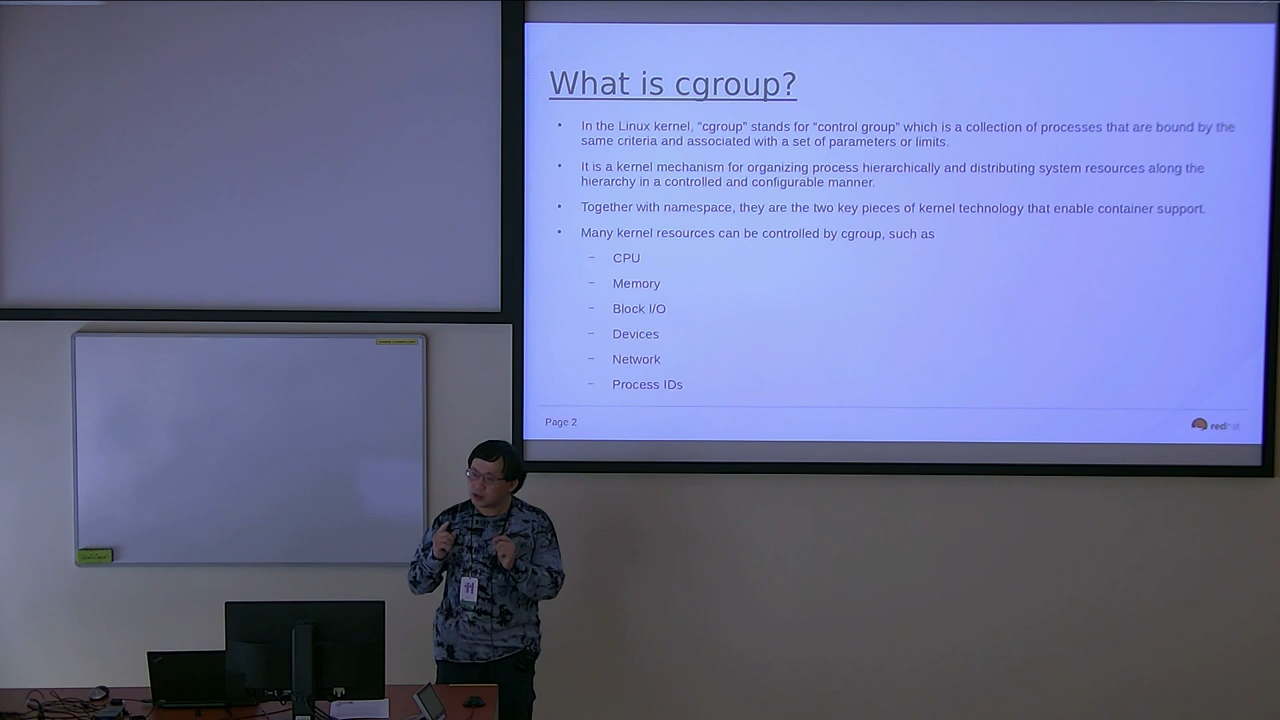 What is cgroup?
• In the Linux kernel, "cgroup" stands for "control group" which is a collection of processes that are bound by the
same criteria and associated with a set of parameters or limits.
• It is a kernel mechanism for organizing process hierarchically and distributing system resources along the
hierarchy in a controlled and configurable manner.
• Together with namespace, they are the two key pieces of kernel technology that enable container support.
• Many kernel resources can be controlled by cgroup, such as
– CPU
– Memory
– Block I/O
– Devices
– Network
– Process IDs
Page 2
redhat